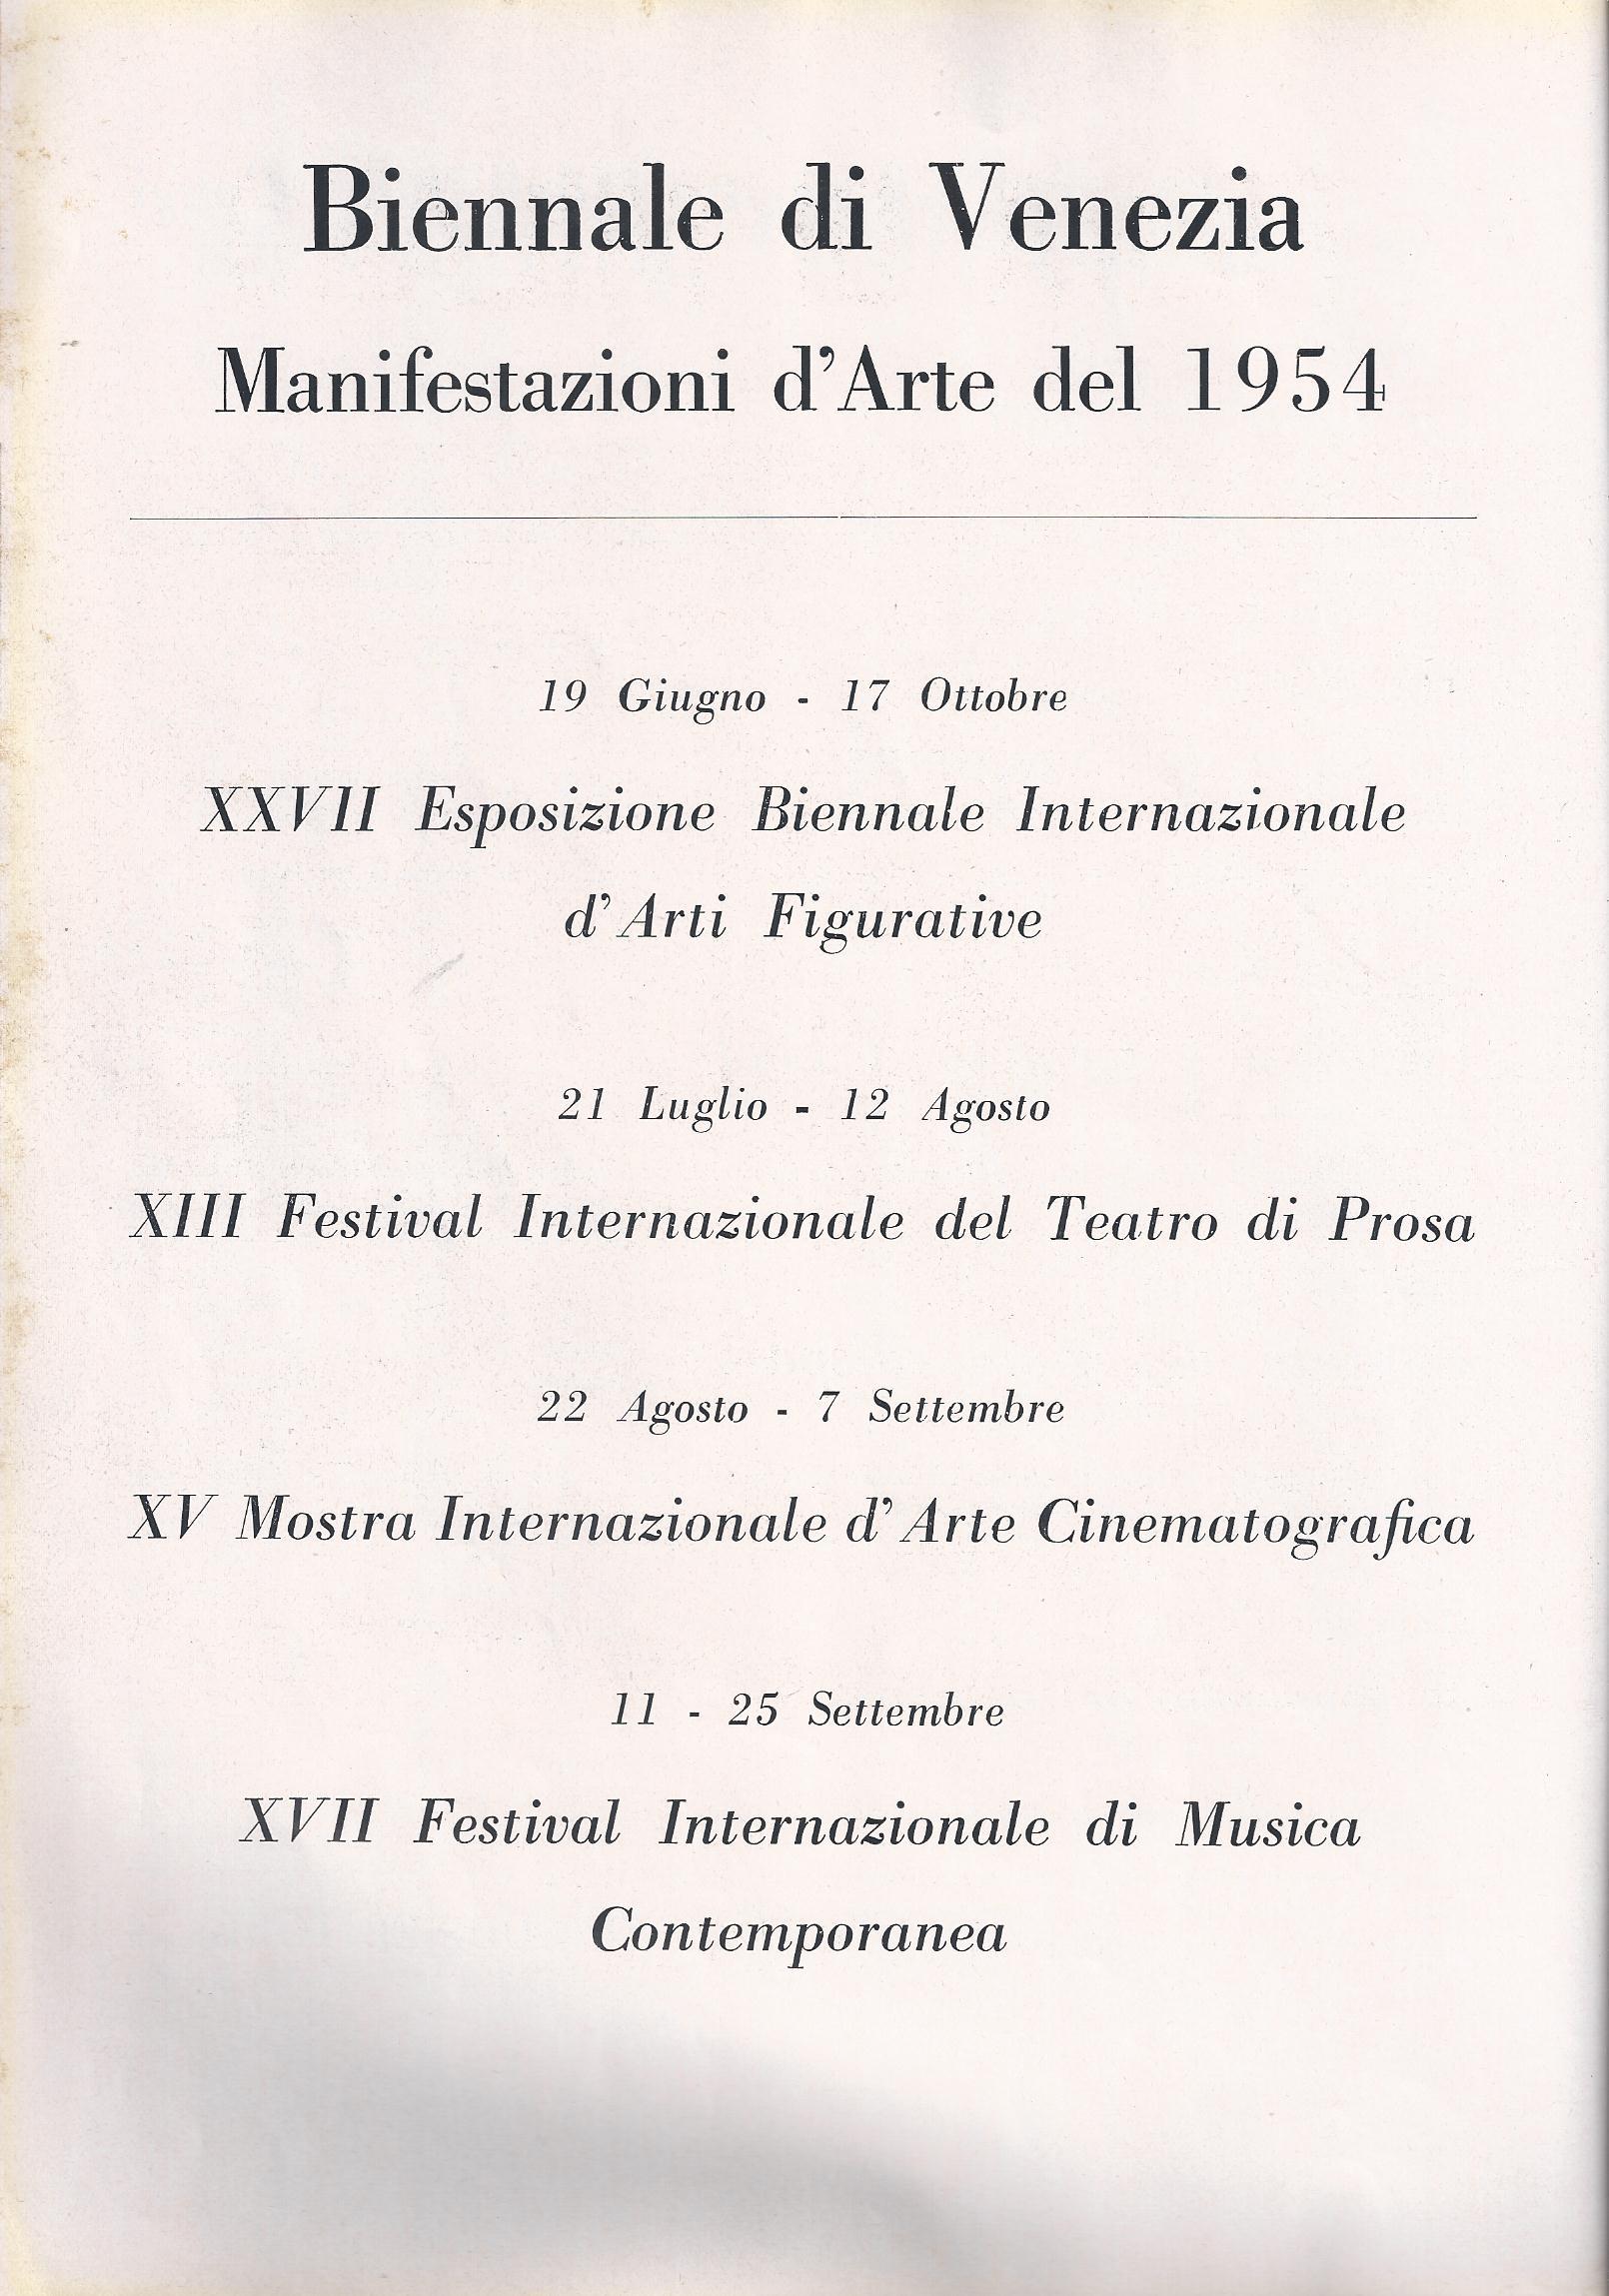 Biennale di Venezia
Manifestazioni d'Arte del 1954
19 Giugno - 17 Ottobre
XXVII Esposizione Biennale Internazionale
d'Arti Figurative
21 Luglio - 12 Agosto
XIII Festival Internazionale del Teatro di Prosa
22 Agosto - 7 Settembre
XV Mostra Internazionale d'Arte Cinematografica
11 - 25 Settembre
XVII Festival Internazionale di Musica
Contemporanea